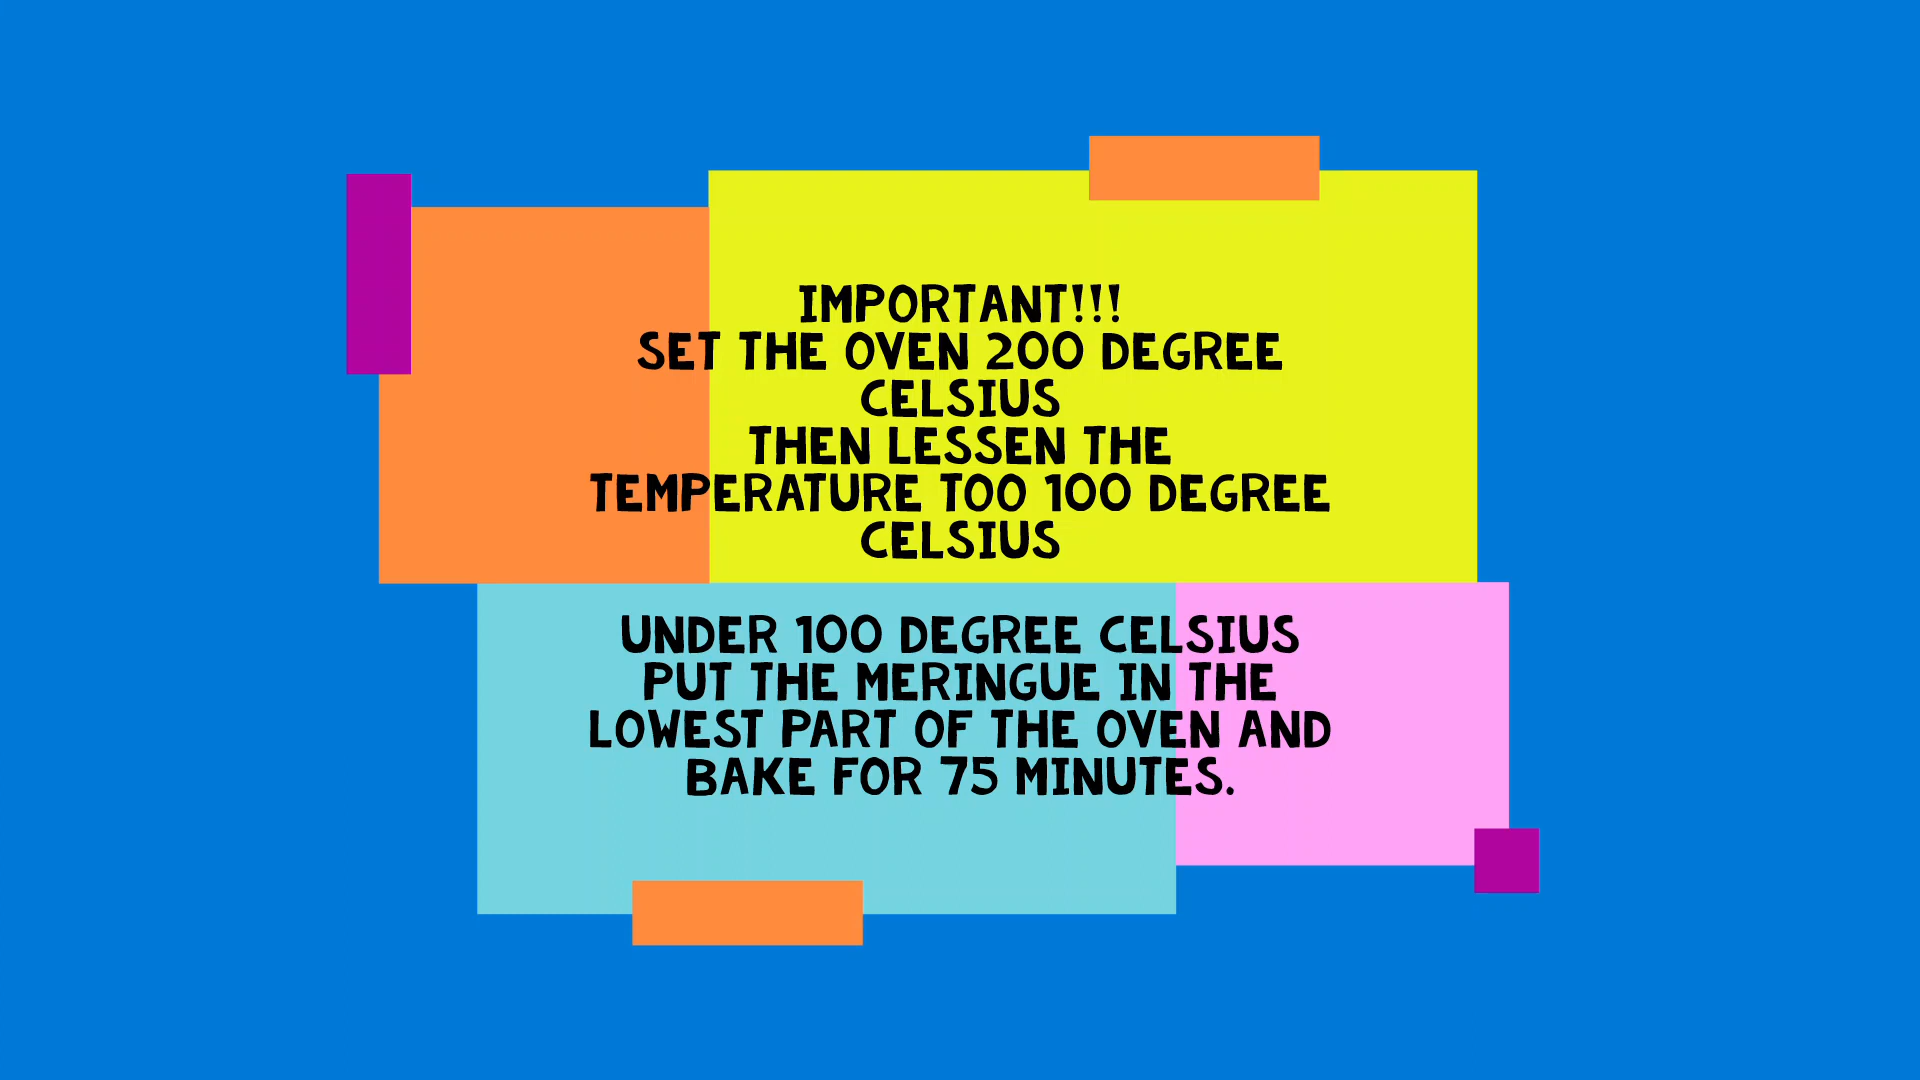 IMPORTANT!!!
SET THE OVEN 200 DEGREE
CELSIUS
THEN LESSEN THE
TEMPERATURE TOO 100 DEGREE
CELSIUS
UNDER 100 DEGREE CELSIUS
PUT THE MERINGUE IN THE
LOWEST PART OF THE OVEN AND
BAKE FOR 75 MINUTES.